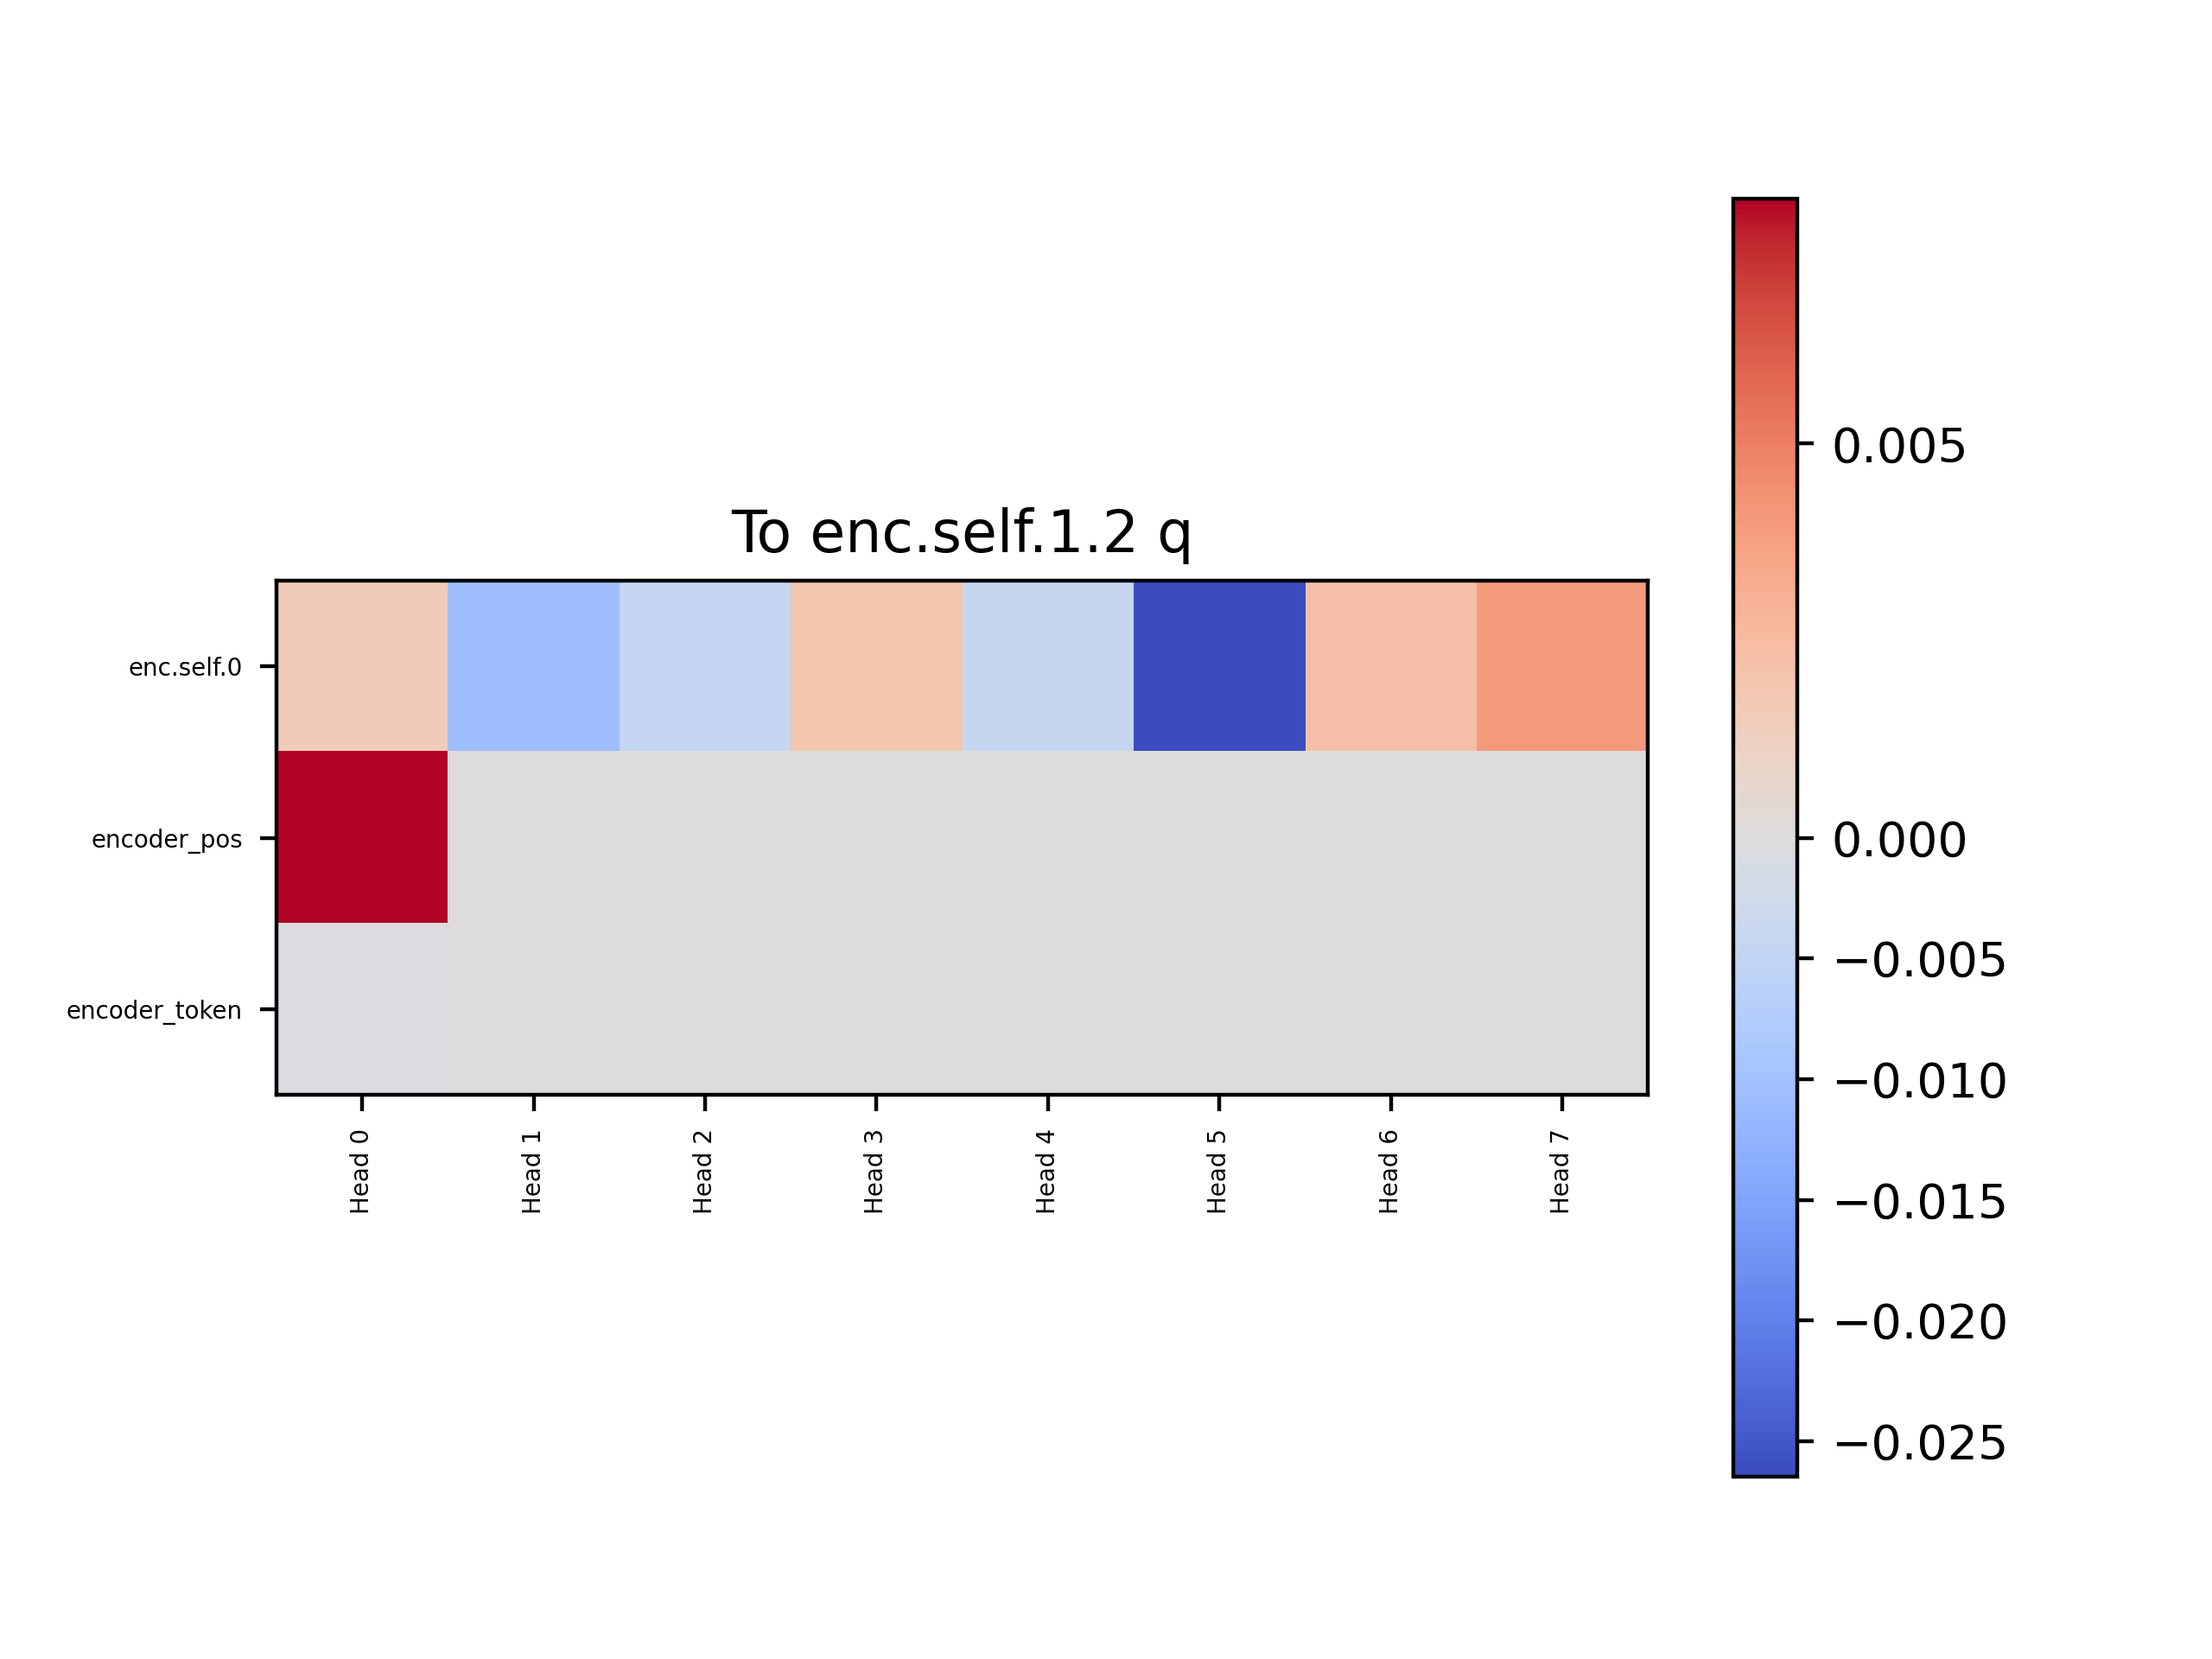 To enc.self.1.2 q
enc.self.0
encoder_pos
encoder_token
Head 0
Head 1
Head 2
Head 3
Head 4
Head 5
Head 6
Head 7
0.005
0.000
−0.005
−0.010
−0.015
−0.020
−0.025